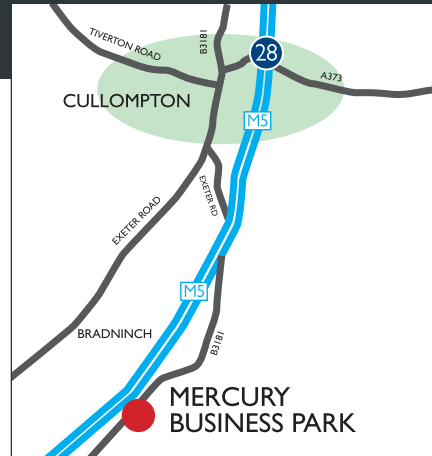 TIVERTON ROAD
B3181
28
A373
CULLOMPTON
M5
EXETER RD
EXETER ROAD
M5
BRADNINCH
B3181
MERCURY
BUSINESS PARK